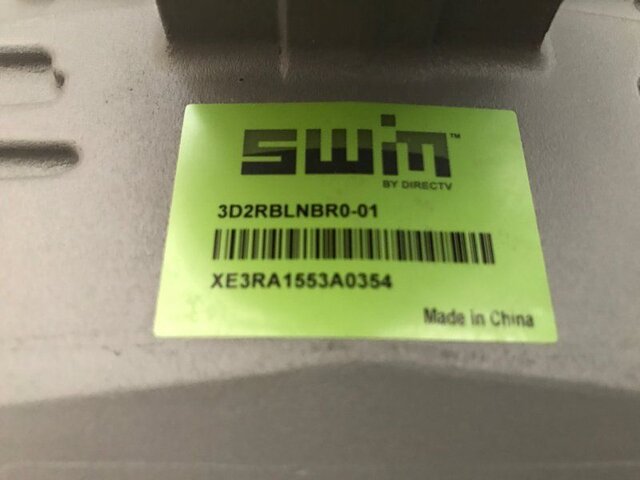 SWiM™
BY DIRECTV
3D2RBLNBR0-01
XE3RA1553A0354
Made in China